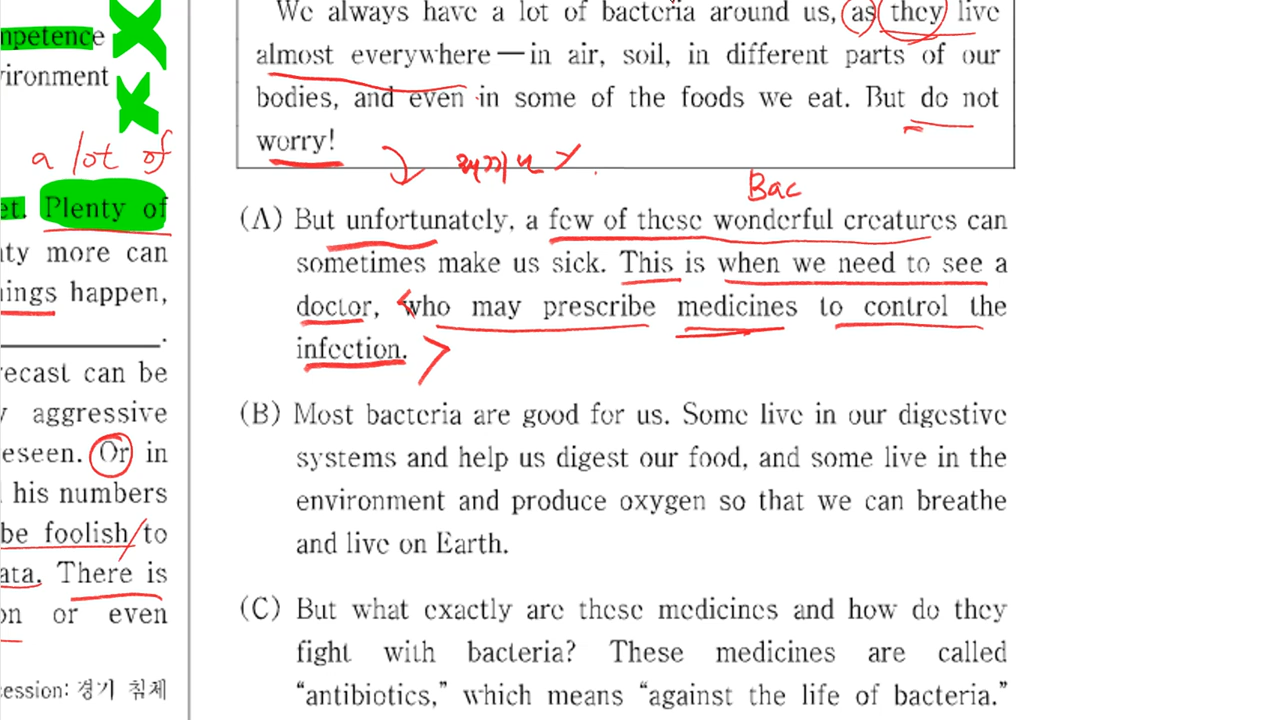 mpetence
vironment
a lot of
et. Plenty of
nty more can
nings happen,
ecast can be
y aggressive
eseen. Or in
his numbers
be foolish/to
ata. There is
on or even
cession: 경기 침체
We always have a lot of bacteria around us, as they live
almost everywhere—in air, soil, in different parts of our
bodies, and even in some of the foods we eat. But do not
worry!
Bac
(A) But unfortunately, a few of these wonderful creatures can
sometimes make us sick. This is when we need to see a
doctor, who may prescribe medicines to control the
infection.
(B) Most bacteria are good for us. Some live in our digestive
systems and help us digest our food, and some live in the
environment and produce oxygen so that we can breathe
and live on Earth.
(C) But what exactly are these medicines and how do they
fight with bacteria? These medicines are called
“antibiotics,” which means “against the life of bacteria.”